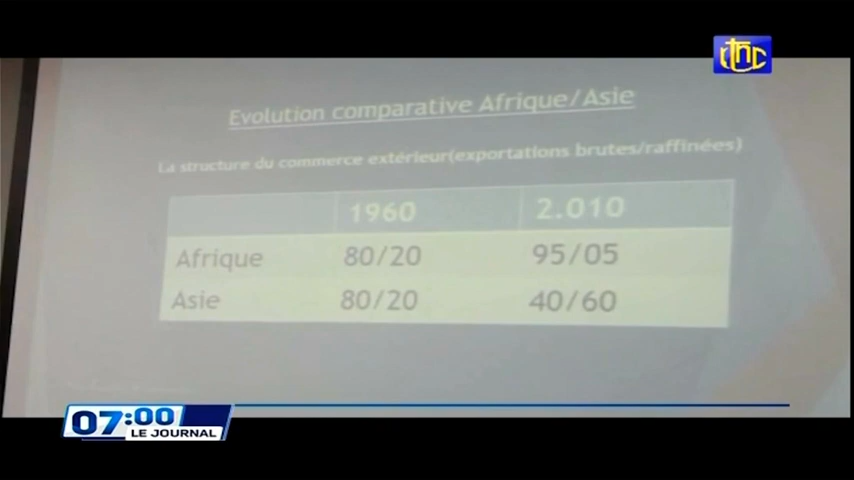 rtnc
Evolution comparative Afrique/Asie
La structure du commerce extérieur(exportations brutes/raffinées)
1960 2.010
Afrique 80/20 95/05
Asie 80/20 40/60
07:00
LE JOURNAL